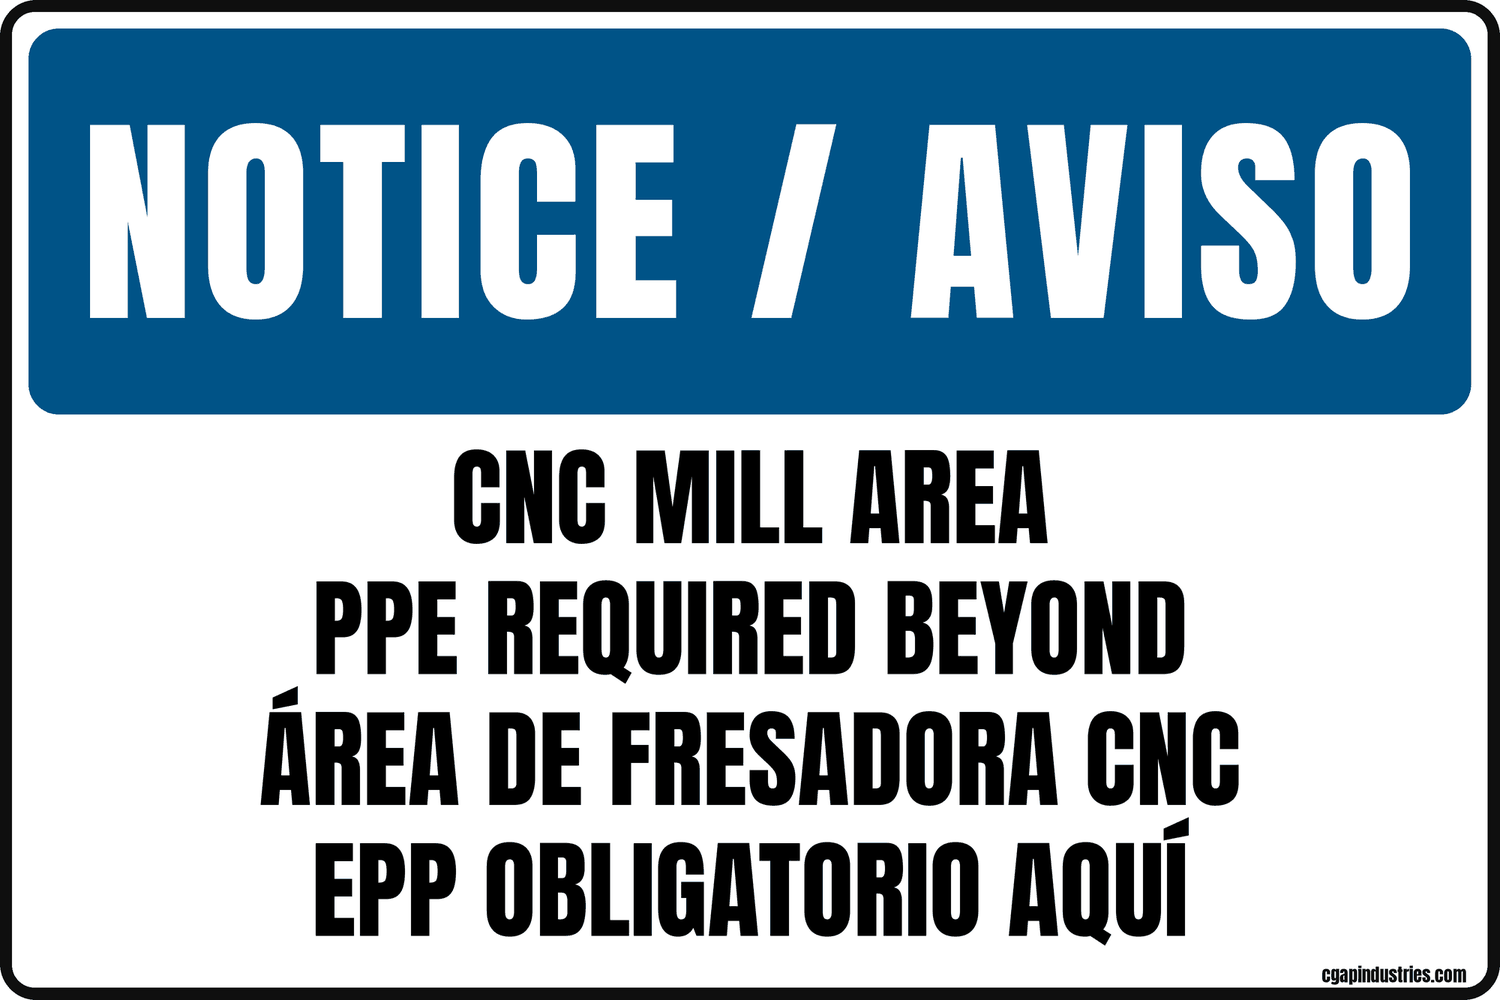 NOTICE / AVISO
CNC MILL AREA
PPE REQUIRED BEYOND
ÁREA DE FRESADORA CNC
EPP OBLIGATORIO AQUÍ
cgapindustries.com